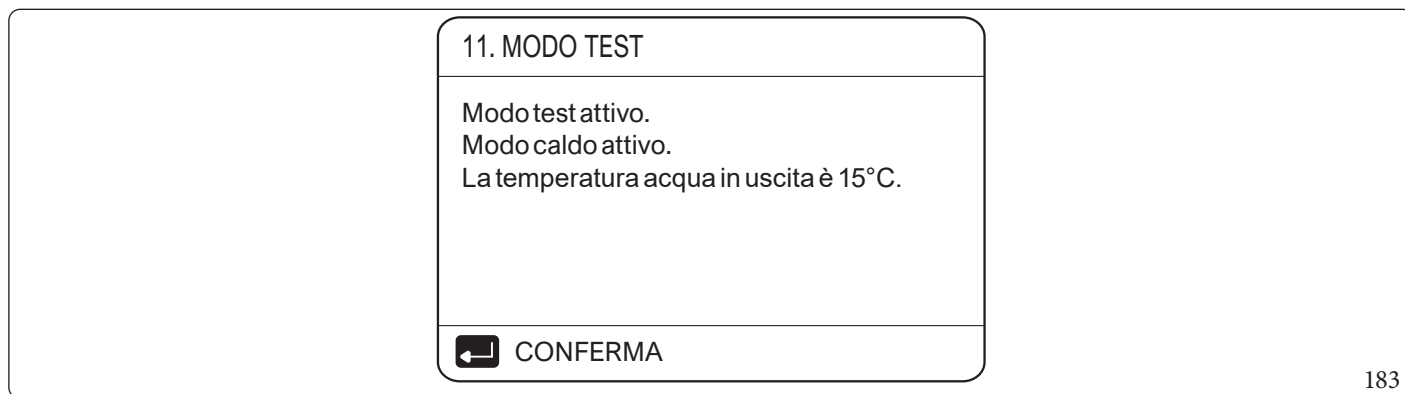 11. MODO TEST
Modo test attivo.
Modo caldo attivo.
La temperatura acqua in uscita è 15°C.
CONFERMA
183